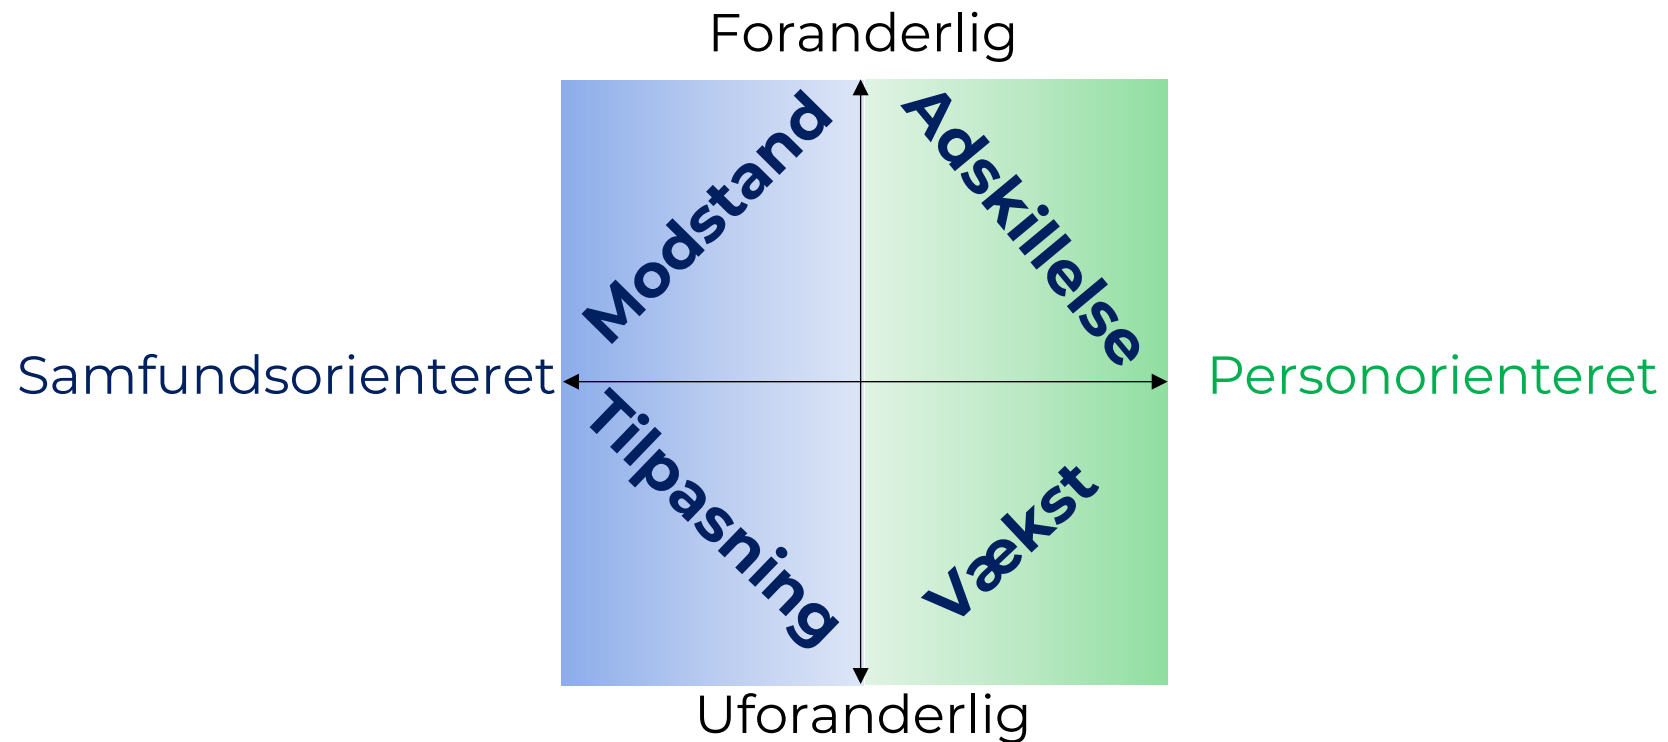 Foranderlig
Modstand
Adskillelse
Samfundsorienteret
Personorienteret
Tilpasning
Vækst
Uforanderlig